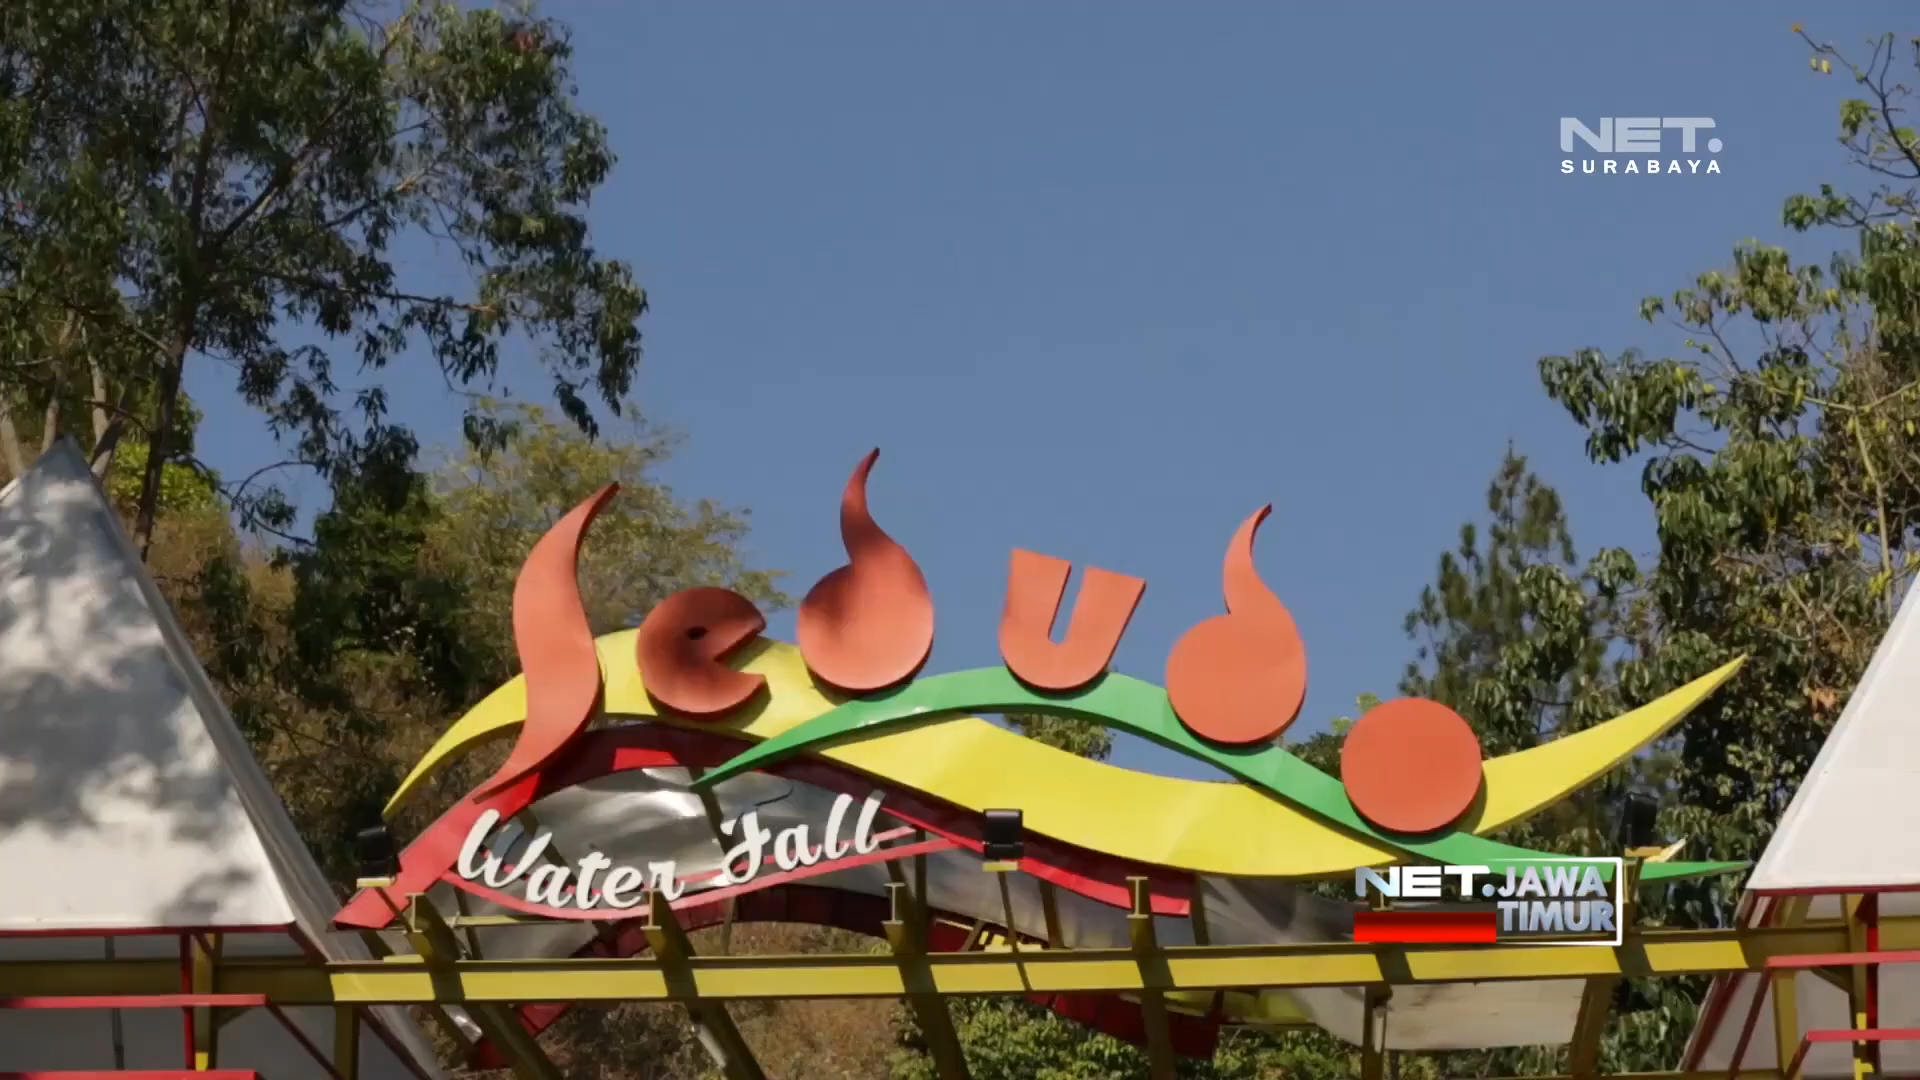 NET.
SURABAYA
Sedudo
Water Fall
NET. JAWA
TIMUR